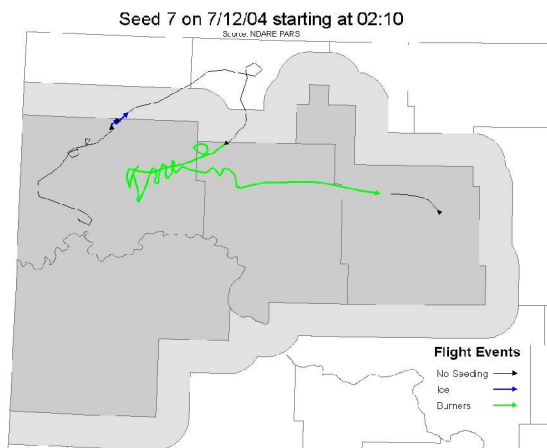 Seed 7 on 7/12/04 starting at 02:10
Source: NDARE PARS
Flight Events
No Seeding
Ice
Burners